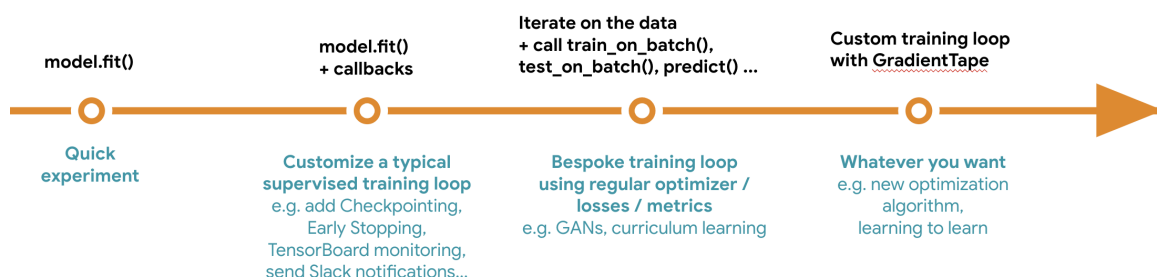 model.fit()
model.fit()
+ callbacks
Iterate on the data
+ call train_on_batch(),
test_on_batch(), predict() ...
Custom training loop
with GradientTape
Quick
experiment
Customize a typical
supervised training loop
e.g. add Checkpointing,
Early Stopping,
TensorBoard monitoring,
send Slack notifications...
Bespoke training loop
using regular optimizer /
losses / metrics
e.g. GANs, curriculum learning
Whatever you want
e.g. new optimization
algorithm,
learning to learn